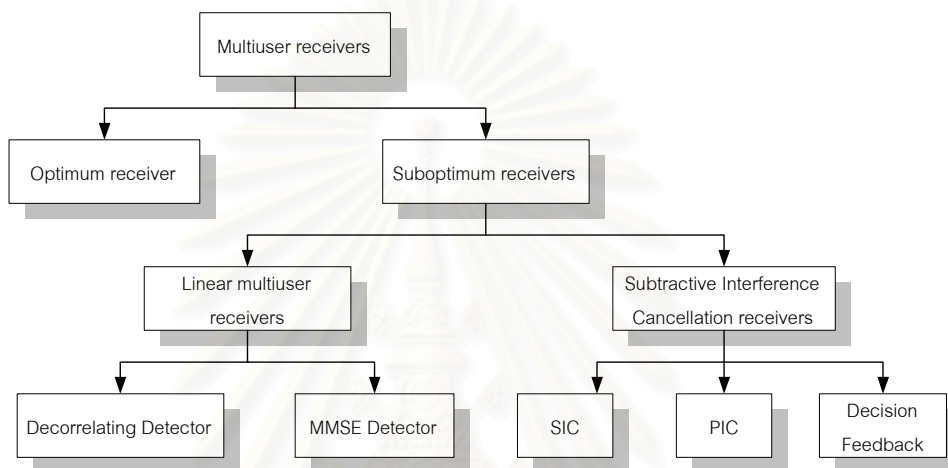 Multiuser receivers
Optimum receiver
Suboptimum receivers
Linear multiuser
receivers
Subtractive Interference
Cancellation receivers
Decorrelating Detector
MMSE Detector
SIC
PIC
Decision
Feedback